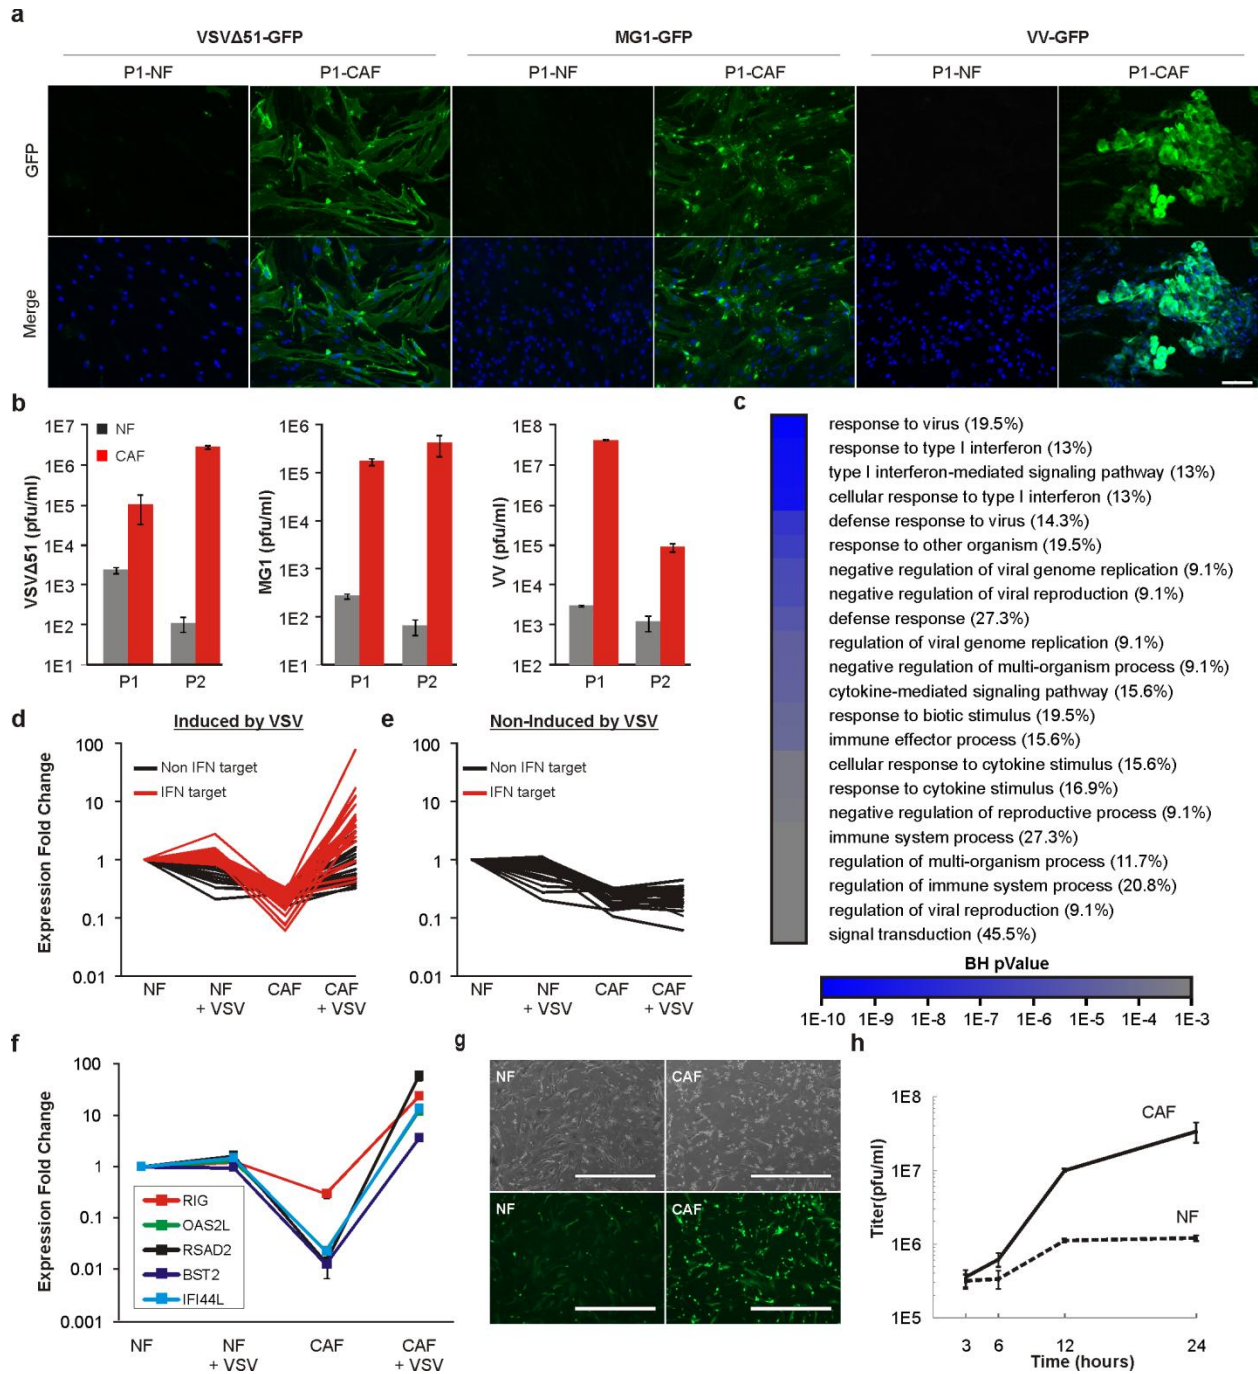 a
VSVΔ51-GFP MG1-GFP VV-GFP
P1-NF P1-CAF P1-NF P1-CAF P1-NF P1-CAF
GFP
Merge
b
NF
CAF
VSVΔ51 (pfu/ml)
1E7
1E6
1E5
1E4
1E3
1E2
1E1
P1 P2
MG1 (pfu/ml)
1E6
1E5
1E4
1E3
1E2
1E1
P1 P2
VV (pfu/ml)
1E8
1E7
1E6
1E5
1E4
1E3
1E2
P1 P2
c
response to virus (19.5%)
response to type I interferon (13%)
type I interferon-mediated signaling pathway (13%)
cellular response to type I interferon (13%)
defense response to virus (14.3%)
response to other organism (19.5%)
negative regulation of viral genome replication (9.1%)
negative regulation of viral reproduction (9.1%)
defense response (27.3%)
regulation of viral genome replication (9.1%)
negative regulation of multi-organism process (9.1%)
cytokine-mediated signaling pathway (15.6%)
response to biotic stimulus (19.5%)
immune effector process (15.6%)
cellular response to cytokine stimulus (15.6%)
response to cytokine stimulus (16.9%)
negative regulation of reproductive process (9.1%)
immune system process (27.3%)
regulation of multi-organism process (11.7%)
regulation of immune system process (20.8%)
regulation of viral reproduction (9.1%)
signal transduction (45.5%)
BH pValue
1E-10 1E-9 1E-8 1E-7 1E-6 1E-5 1E-4 1E-3
d
Induced by VSV
Expression Fold Change
100
10
1
0.1
0.01
Non IFN target
IFN target
NF NF + VSV CAF CAF + VSV
e
Non-Induced by VSV
100
10
1
0.1
0.01
Non IFN target
IFN target
NF NF + VSV CAF CAF + VSV
f
Expression Fold Change
100
10
1
0.1
0.01
0.001
RIG
OAS2L
RSAD2
BST2
IFI44L
NF NF + VSV CAF CAF + VSV
g
NF CAF
NF CAF
h
Titer(pfu/ml)
1E8
1E7
1E6
1E5
CAF
NF
3 6 12 24
Time (hours)